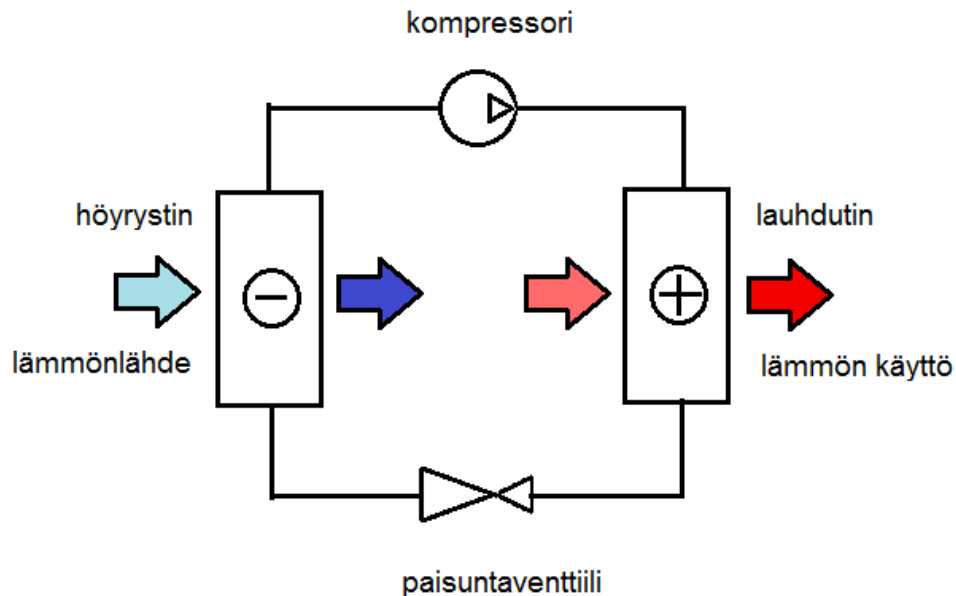 kompressori
höyrystin
lauhdutin
lämmönlähde
lämmön käyttö
paisuntaventtiili